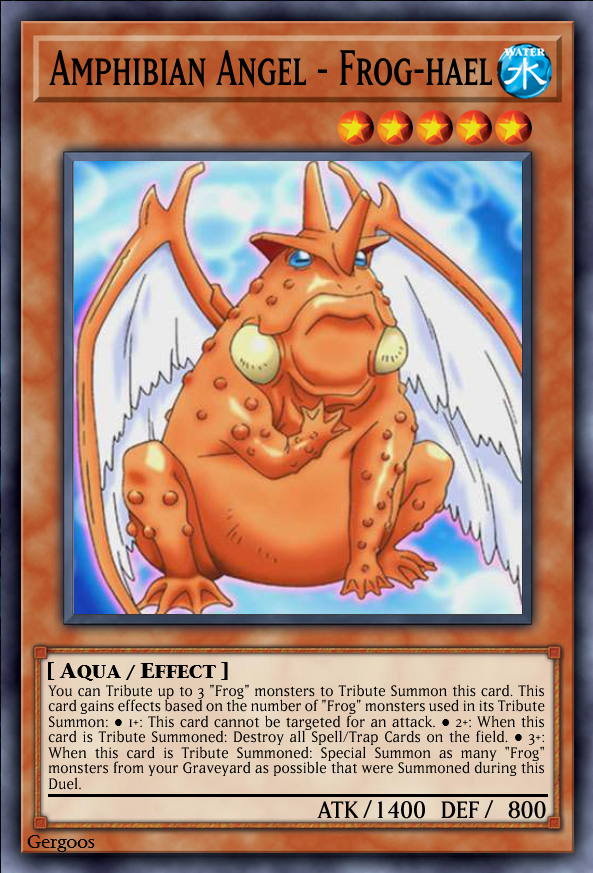 Amphibian Angel - Frog-hael
WATER
水
[ Aqua / Effect ]
You can Tribute up to 3 "Frog" monsters to Tribute Summon this card. This
card gains effects based on the number of "Frog" monsters used in its Tribute
Summon: ● 1+: This card cannot be targeted for an attack. ● 2+: When this
card is Tribute Summoned: Destroy all Spell/Trap Cards on the field. ● 3+:
When this card is Tribute Summoned: Special Summon as many "Frog"
monsters from your Graveyard as possible that were Summoned during this
Duel.
ATK / 1400 DEF / 800
Gergoos